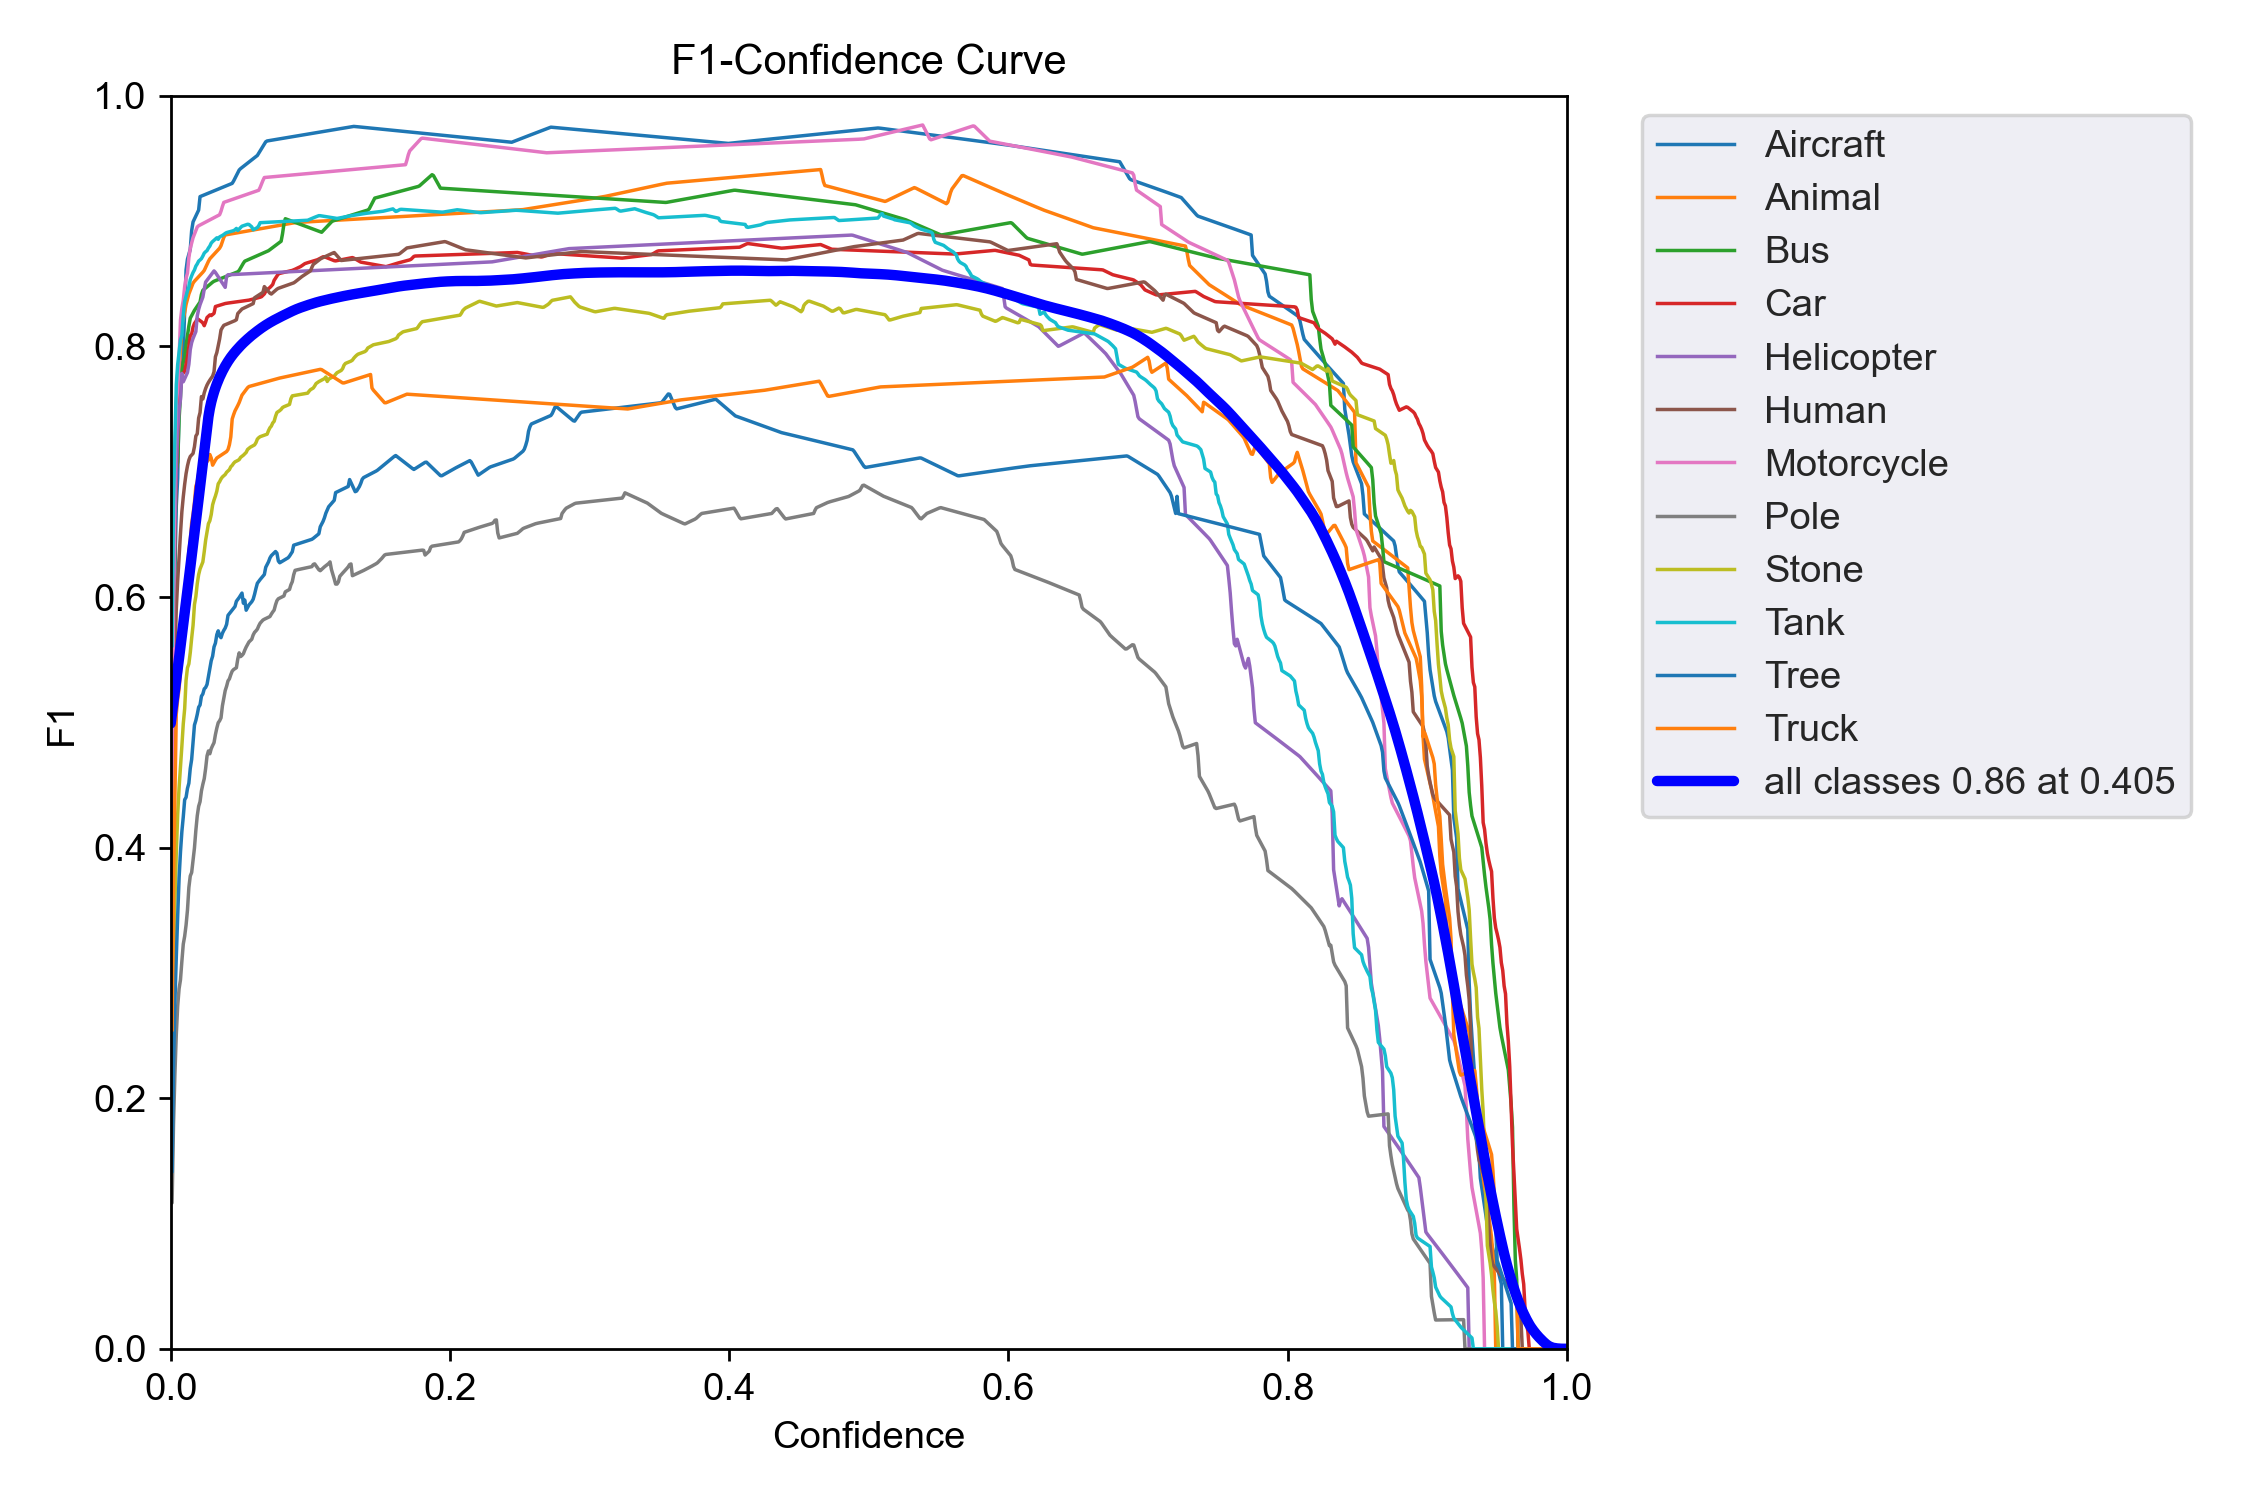 F1-Confidence Curve
1.0
0.8
0.6
0.4
0.2
0.0
F1
0.0 0.2 0.4 0.6 0.8 1.0
Confidence
Aircraft
Animal
Bus
Car
Helicopter
Human
Motorcycle
Pole
Stone
Tank
Tree
Truck
all classes 0.86 at 0.405